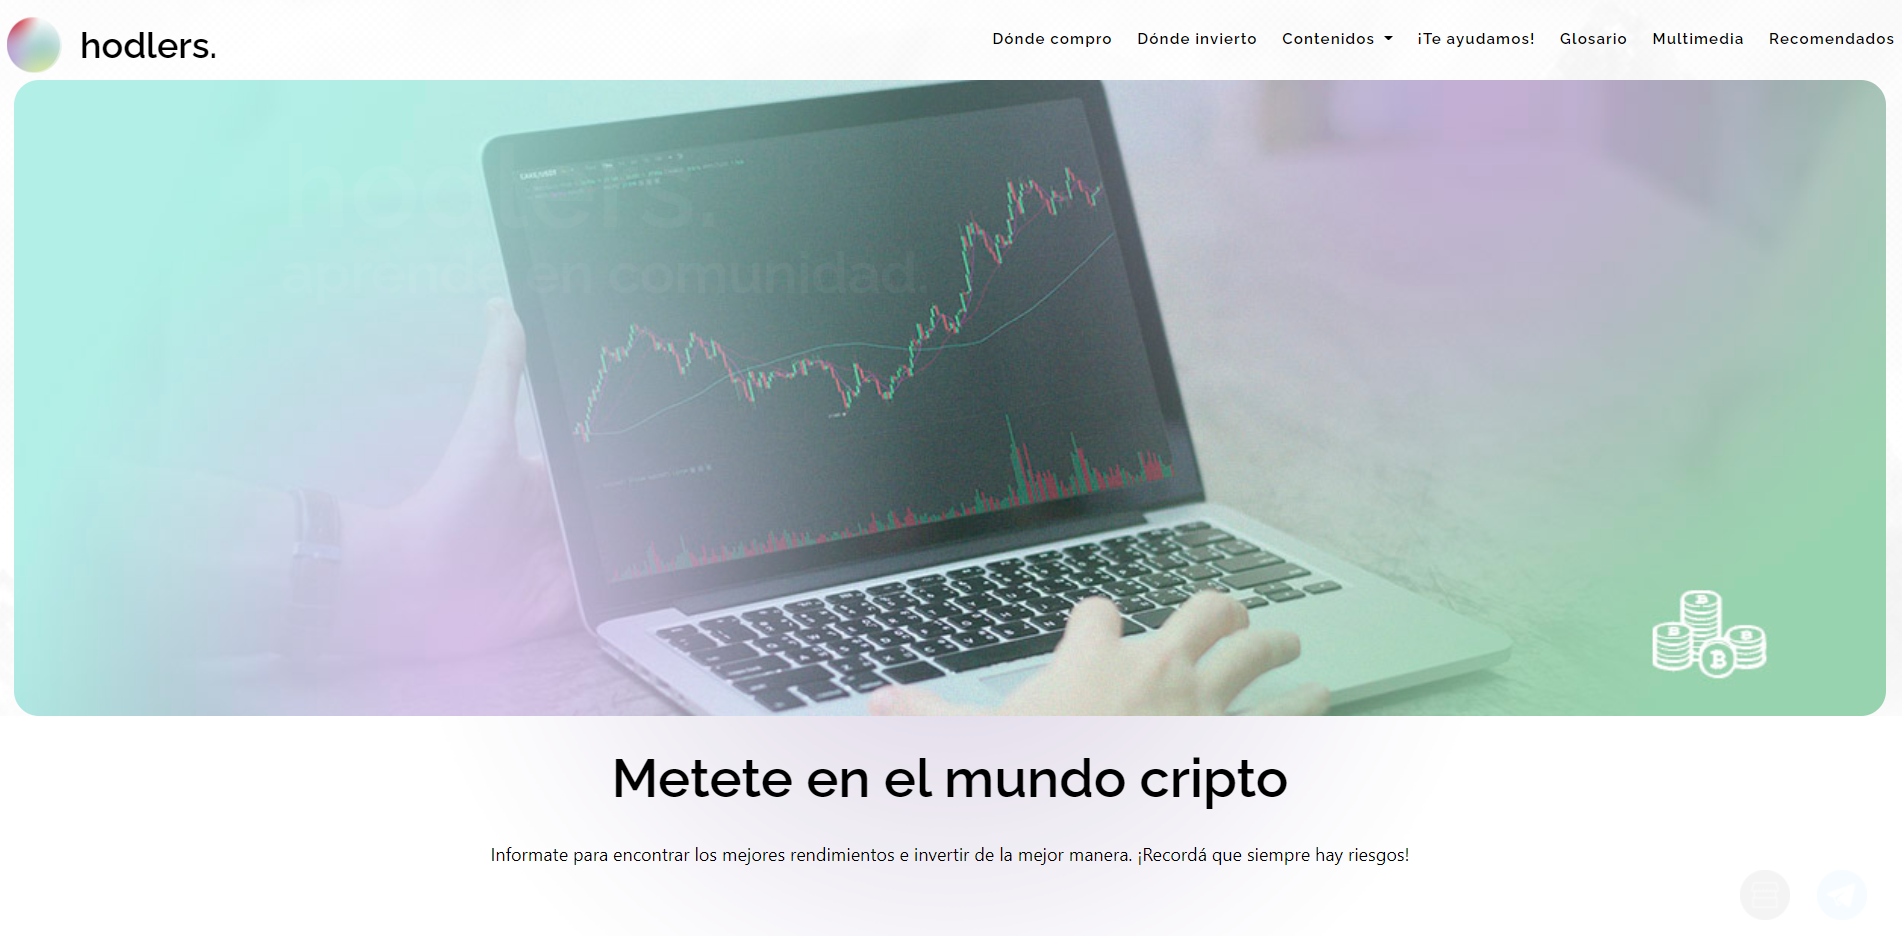 hodlers.
Dónde compro
Dónde invierto
Contenidos
¡Te ayudamos!
Glosario
Multimedia
Recomendados
hodlers.
aprendé en comunidad.
Metete en el mundo cripto
Informate para encontrar los mejores rendimientos e invertir de la mejor manera. ¡Recordá que siempre hay riesgos!